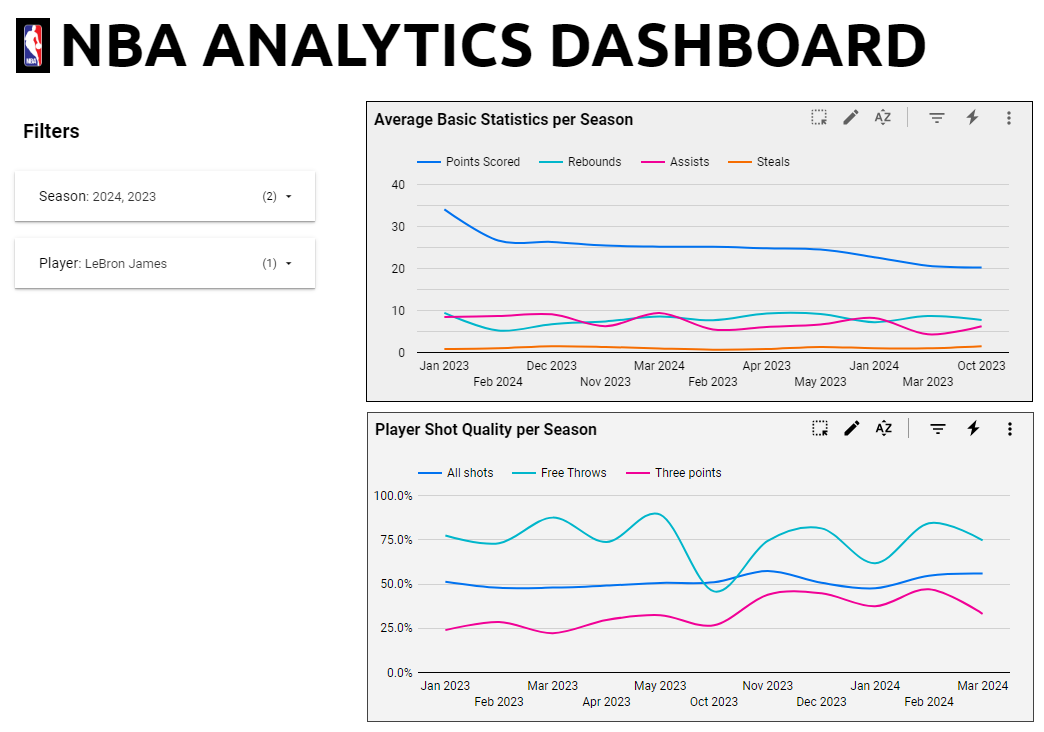 NBA ANALYTICS DASHBOARD
NBA
Filters
Season: 2024, 2023 (2)
Player: LeBron James (1)
Average Basic Statistics per Season
AZ
Points Scored Rebounds Assists Steals
40
30
20
10
0
Jan 2023 Dec 2023 Mar 2024 Apr 2023 Jan 2024 Oct 2023
Feb 2024 Nov 2023 Feb 2023 May 2023 Mar 2023
Player Shot Quality per Season
AZ
All shots Free Throws Three points
100.0%
75.0%
50.0%
25.0%
0.0%
Jan 2023 Mar 2023 May 2023 Nov 2023 Jan 2024 Mar 2024
Feb 2023 Apr 2023 Oct 2023 Dec 2023 Feb 2024